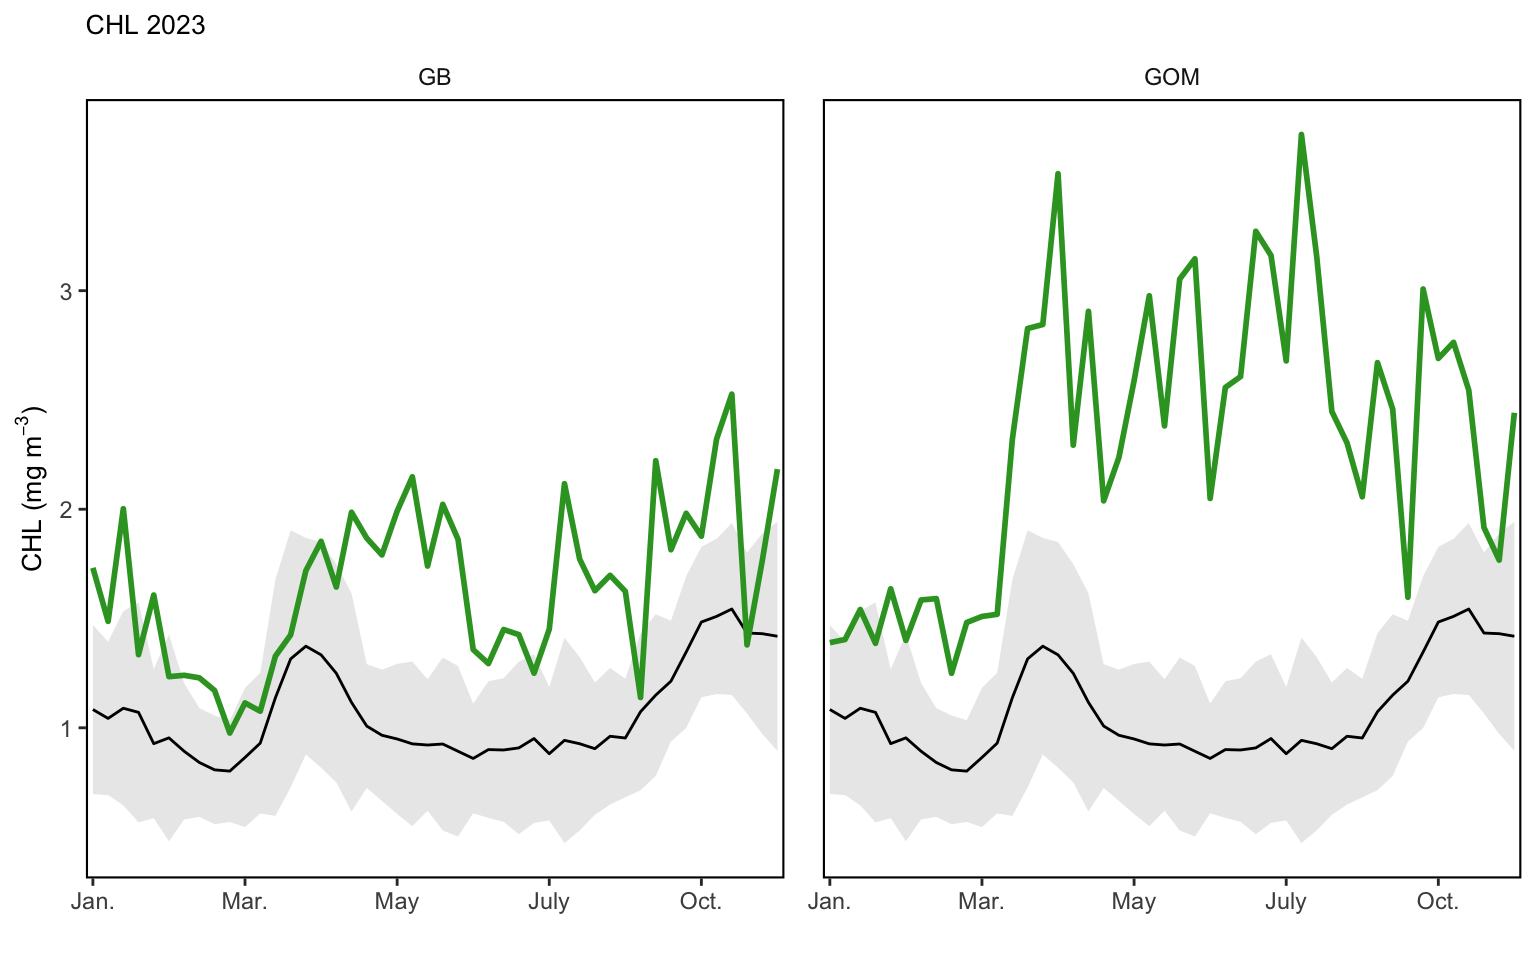 CHL 2023
GB
GOM
CHL (mg m⁻³)
3
2
1
Jan.
Mar.
May
July
Oct.
Jan.
Mar.
May
July
Oct.